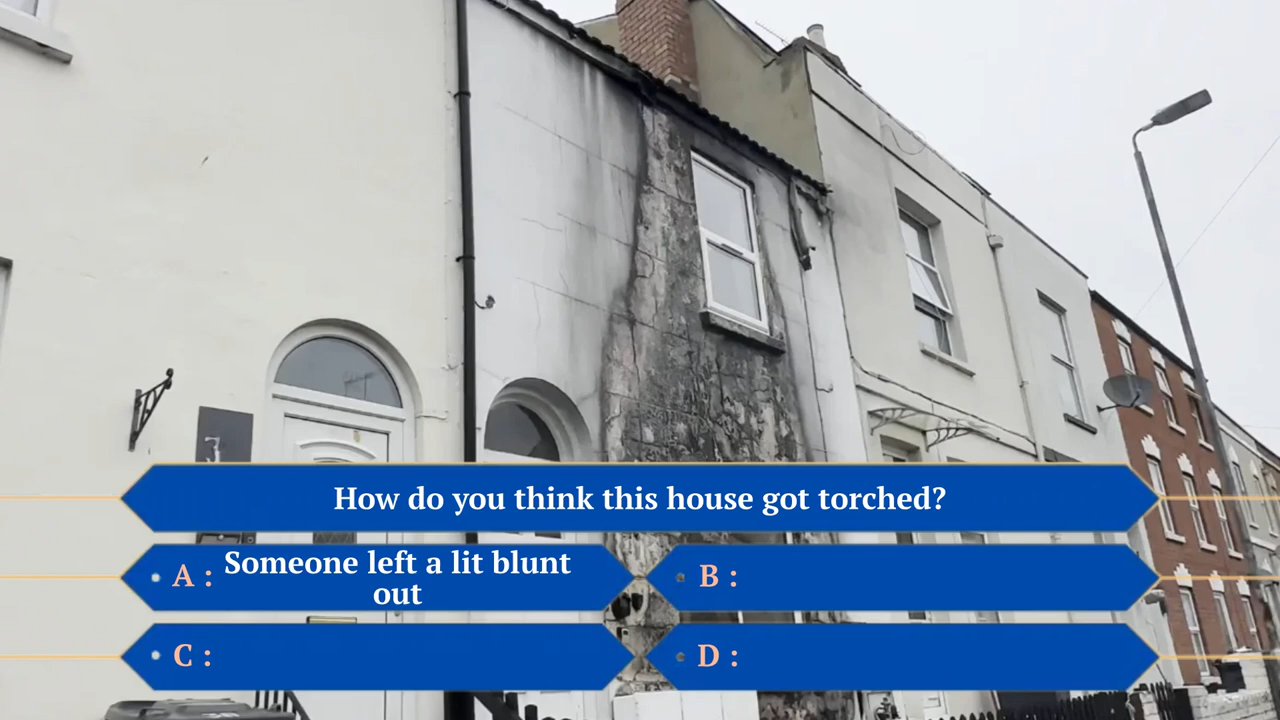 How do you think this house got torched?
A : Someone left a lit blunt
out
B :
C :
D :